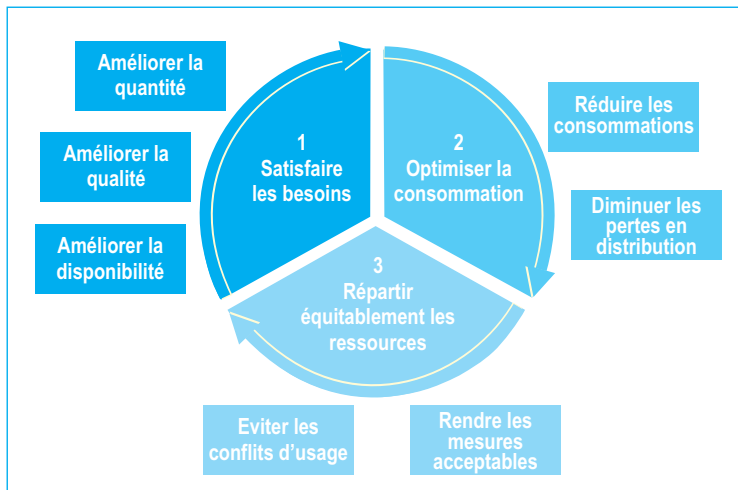 Améliorer la
quantité
Améliorer la
qualité
Améliorer la
disponibilité
1
Satisfaire
les besoins
2
Optimiser la
consommation
Réduire les
consommations
Diminuer les
pertes en
distribution
3
Répartir
équitablement les
ressources
Eviter les
conflits d’usage
Rendre les
mesures
acceptables